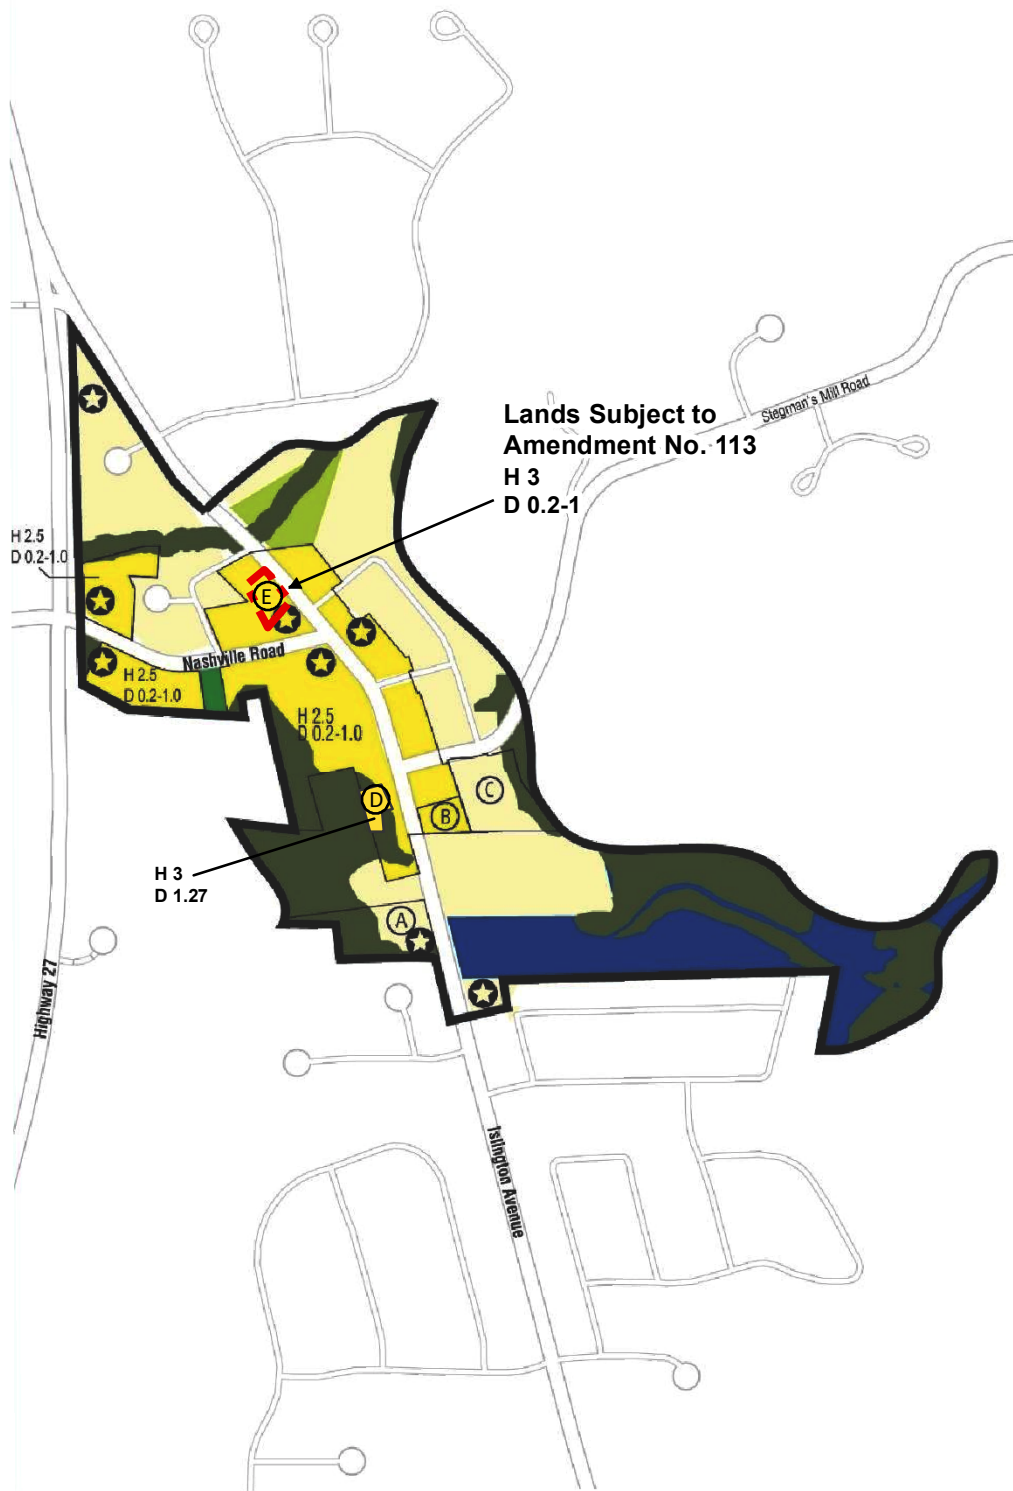 Stegman's Mill Road
Lands Subject to
Amendment No. 113
H 3
D 0.2-1
H 2.5
D 0.2-1.0
E
Nashville Road
H 2.5
D 0.2-1.0
H 2.5
D 0.2-1.0
C
D
B
H 3
D 1.27
A
Highway 27
Islington Avenue